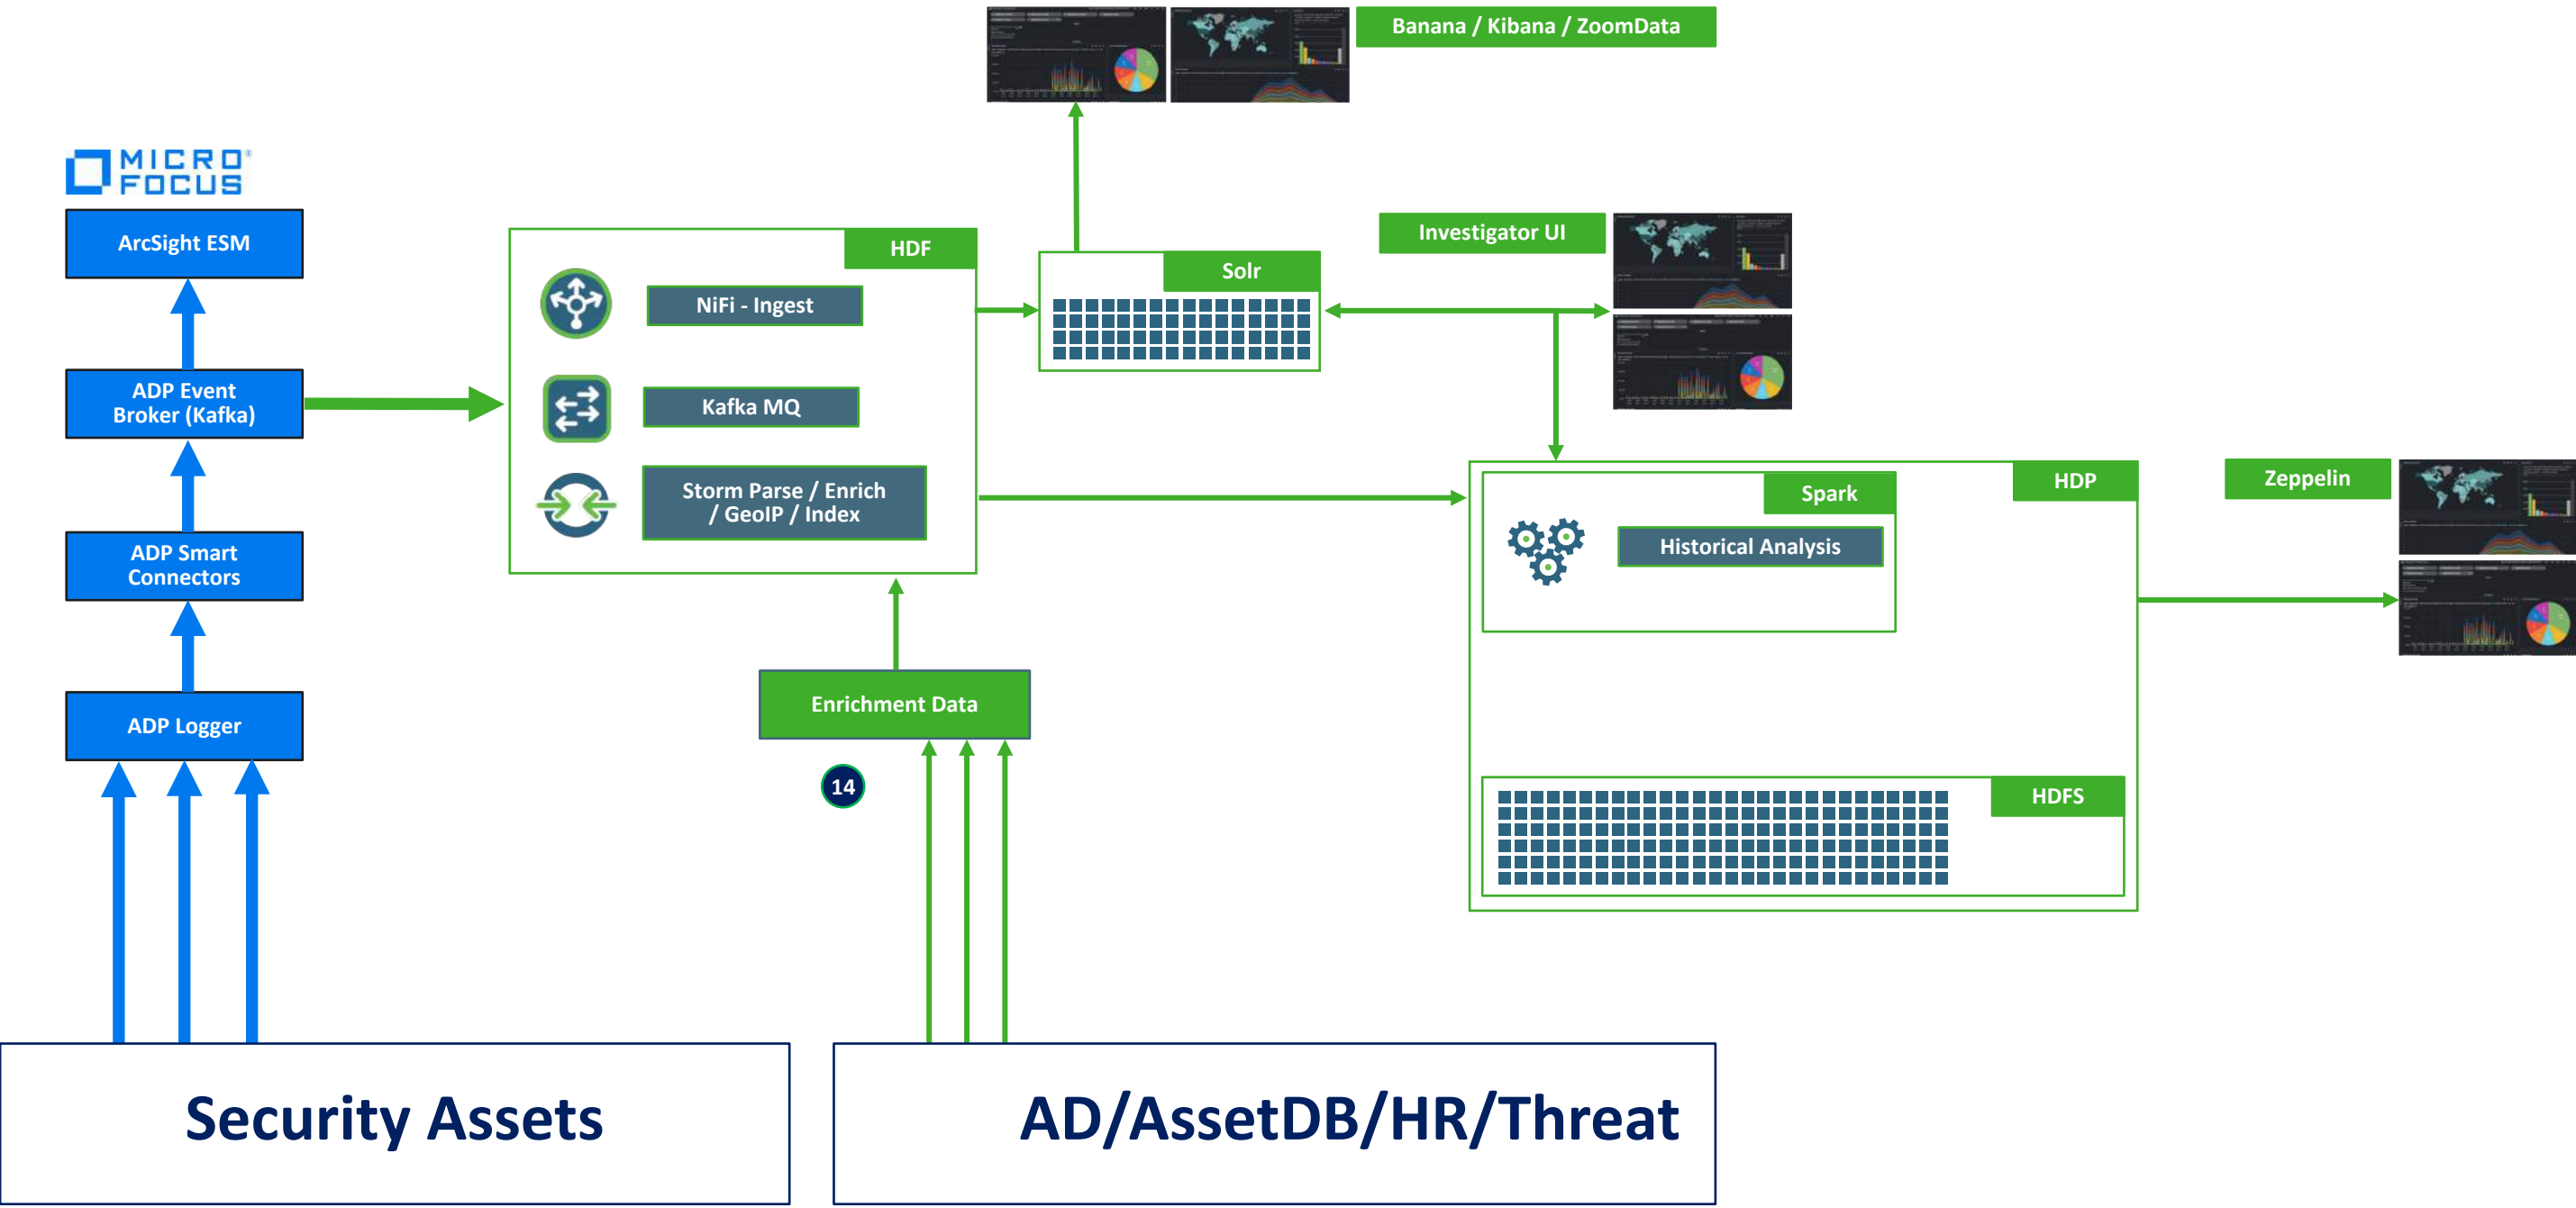 Banana / Kibana / ZoomData
MICRO
FOCUS
ArcSight ESM
HDF
Solr
Investigator UI
NiFi - Ingest
ADP Event
Broker (Kafka)
Kafka MQ
Storm Parse / Enrich
/ GeoIP / Index
HDP
Spark
Zeppelin
Historical Analysis
ADP Smart
Connectors
Enrichment Data
ADP Logger
14
HDFS
Security Assets
AD/AssetDB/HR/Threat